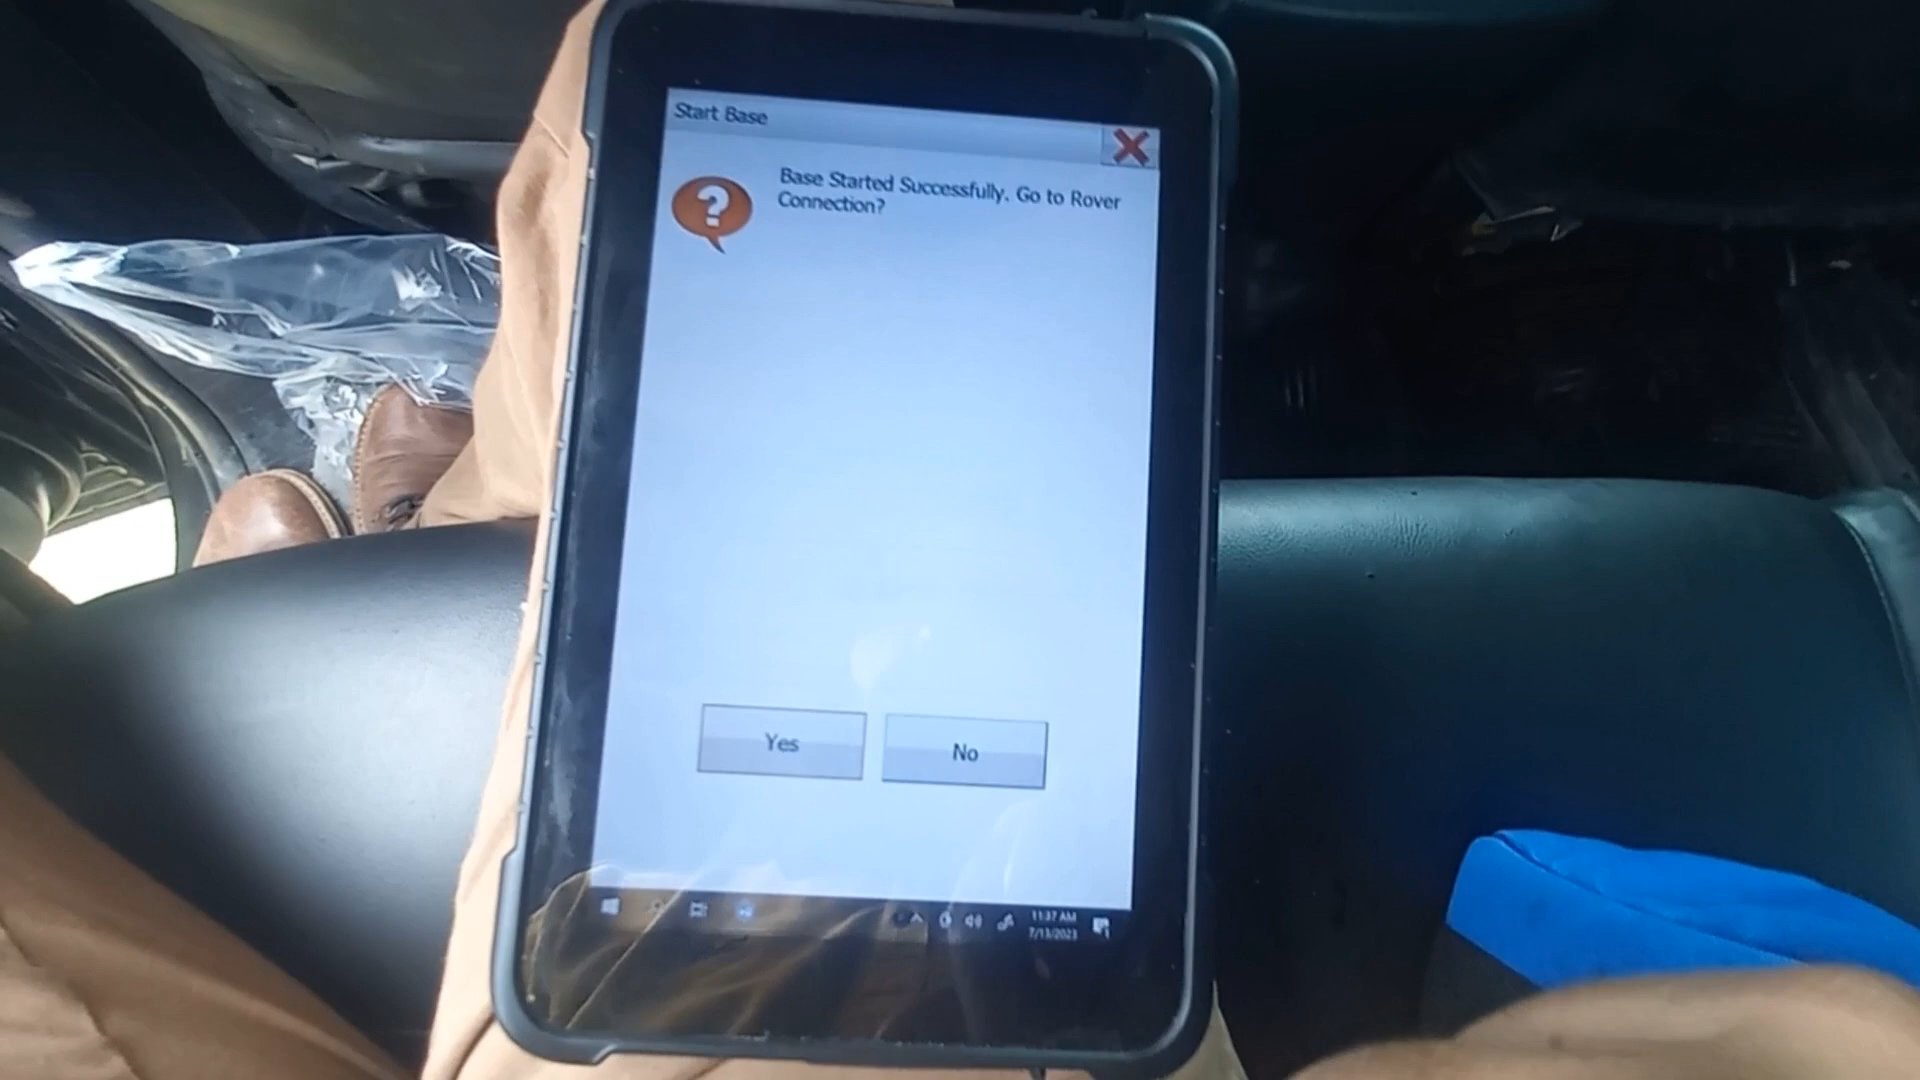 Start Base
Base Started Successfully. Go to Rover
Connection?
Yes
No
11:37 AM
7/13/2023